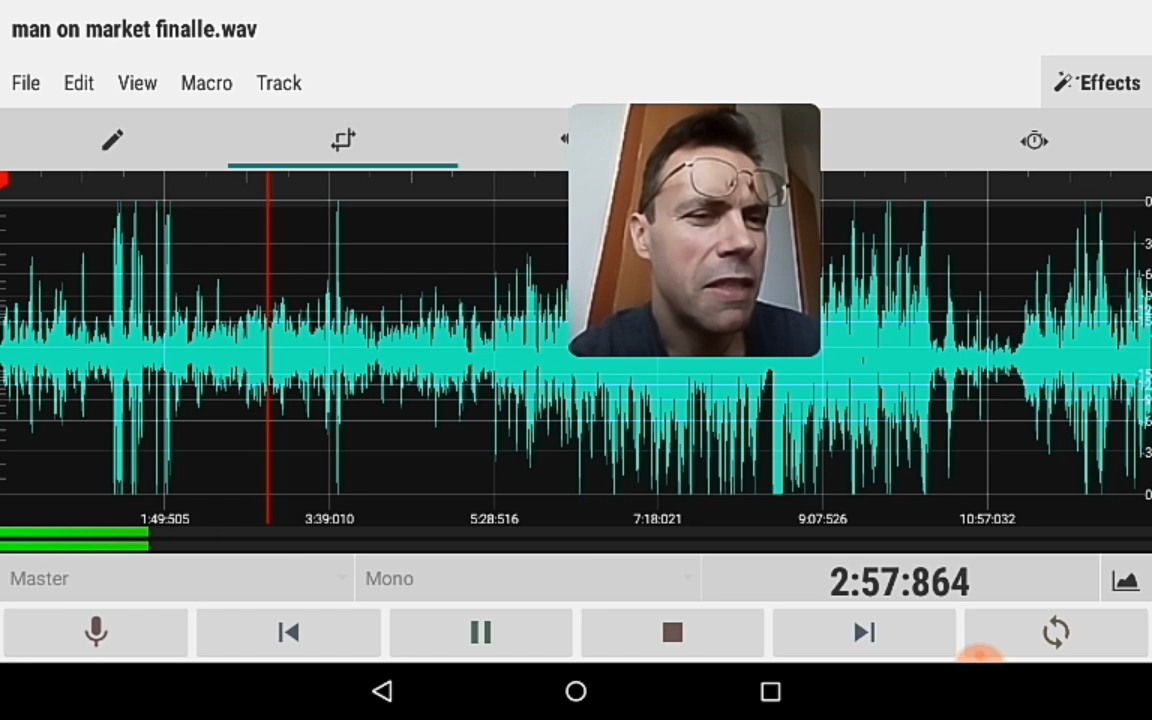 man on market finalle.wav
File Edit View Macro Track Effects
1:49:505 3:39:010 5:28:516 7:18:021 9:07:526 10:57:032
Master Mono 2:57:864